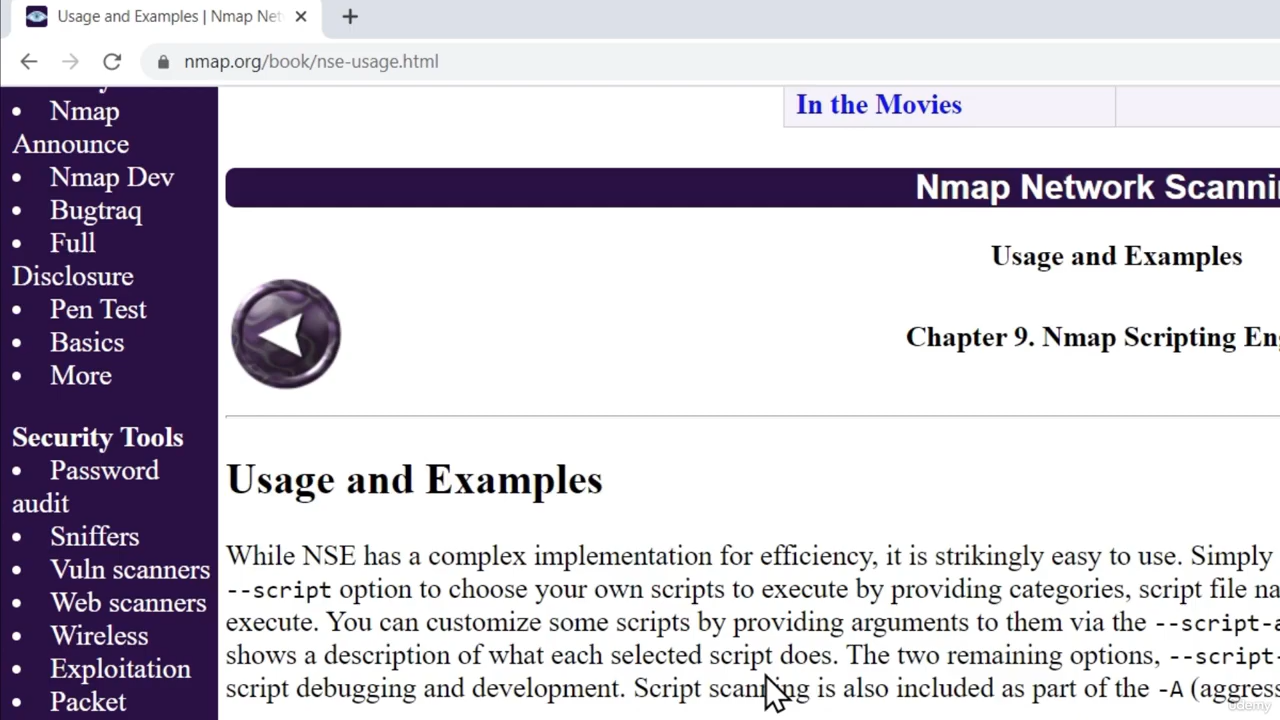 Usage and Examples | Nmap Net
nmap.org/book/nse-usage.html
• Nmap
Announce
• Nmap Dev
• Bugtraq
• Full
Disclosure
• Pen Test
• Basics
• More
Security Tools
• Password
audit
• Sniffers
• Vuln scanners
• Web scanners
• Wireless
• Exploitation
• Packet
In the Movies
Nmap Network Scannin
Usage and Examples
Chapter 9. Nmap Scripting Eng
Usage and Examples
While NSE has a complex implementation for efficiency, it is strikingly easy to use. Simply
--script option to choose your own scripts to execute by providing categories, script file na
execute. You can customize some scripts by providing arguments to them via the --script-a
shows a description of what each selected script does. The two remaining options, --script-
script debugging and development. Script scanning is also included as part of the -A (aggress
udemy